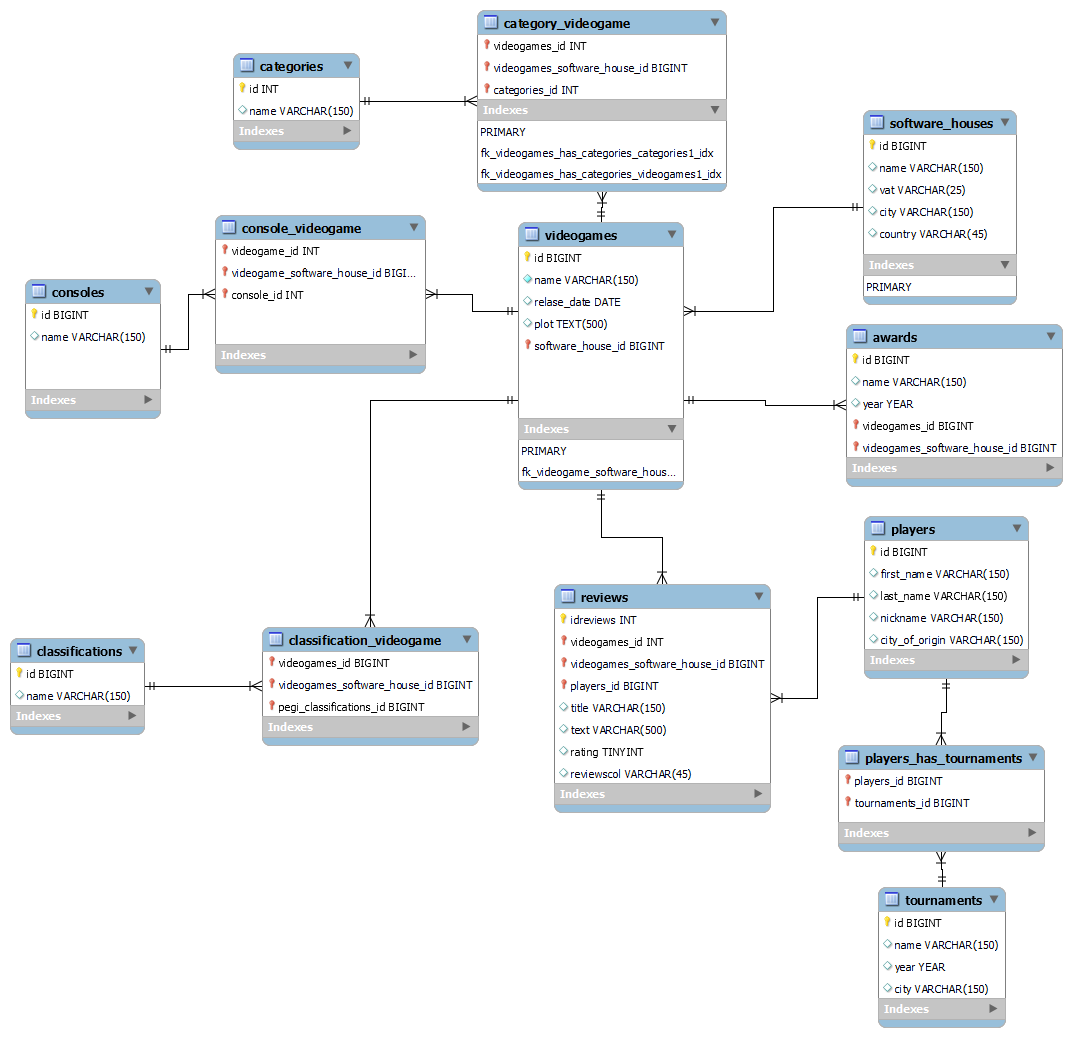 category_videogame
videogames_id INT
videogames_software_house_id BIGINT
categories_id INT
Indexes
PRIMARY
fk_videogames_has_categories_categories1_idx
fk_videogames_has_categories_videogames1_idx
categories
id INT
name VARCHAR(150)
Indexes
software_houses
id BIGINT
name VARCHAR(150)
vat VARCHAR(25)
city VARCHAR(150)
country VARCHAR(45)
Indexes
PRIMARY
console_videogame
videogame_id INT
videogame_software_house_id BIGI...
console_id INT
Indexes
videogames
id BIGINT
name VARCHAR(150)
relase_date DATE
plot TEXT(500)
software_house_id BIGINT
Indexes
PRIMARY
fk_videogame_software_hous...
consoles
id BIGINT
name VARCHAR(150)
Indexes
awards
id BIGINT
name VARCHAR(150)
year YEAR
videogames_id BIGINT
videogames_software_house_id BIGINT
Indexes
players
id BIGINT
first_name VARCHAR(150)
last_name VARCHAR(150)
nickname VARCHAR(150)
city_of_origin VARCHAR(150)
Indexes
reviews
idreviews INT
videogames_id INT
videogames_software_house_id BIGINT
players_id BIGINT
title VARCHAR(150)
text VARCHAR(500)
rating TINYINT
reviewscol VARCHAR(45)
Indexes
classifications
id BIGINT
name VARCHAR(150)
Indexes
classification_videogame
videogames_id BIGINT
videogames_software_house_id BIGINT
pegi_classifications_id BIGINT
Indexes
players_has_tournaments
players_id BIGINT
tournaments_id BIGINT
Indexes
tournaments
id BIGINT
name VARCHAR(150)
year YEAR
city VARCHAR(150)
Indexes